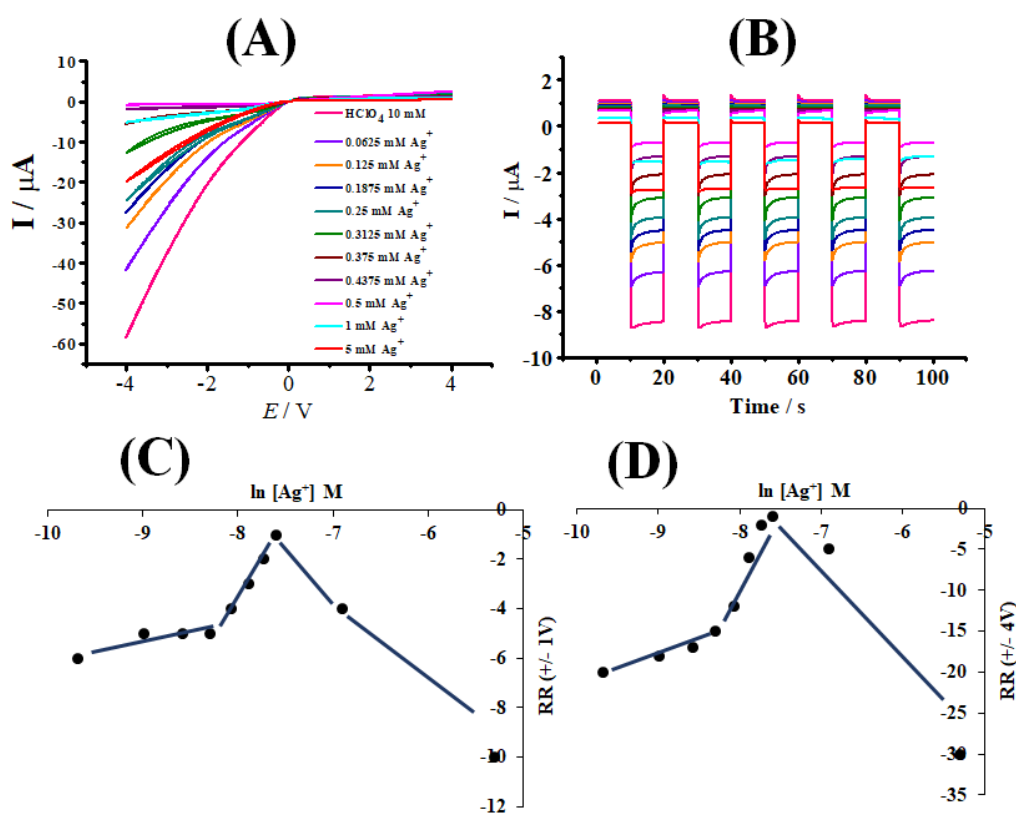 (A)
10
0
-10
-20
-30
-40
-50
-60
I / µA
-4
-2
0
2
4
E / V
HClO4 10 mM
0.0625 mM Ag+
0.125 mM Ag+
0.1875 mM Ag+
0.25 mM Ag+
0.3125 mM Ag+
0.375 mM Ag+
0.4375 mM Ag+
0.5 mM Ag+
1 mM Ag+
5 mM Ag+
(B)
2
0
-2
-4
-6
-8
-10
I / µA
0
20
40
60
80
100
Time / s
(C)
ln [Ag+] M
-10
-9
-8
-7
-6
-5
0
-2
-4
-6
-8
-10
-12
RR (+/- 1V)
(D)
ln [Ag+] M
-10
-9
-8
-7
-6
-5
0
-5
-10
-15
-20
-25
-30
-35
RR (+/- 4V)